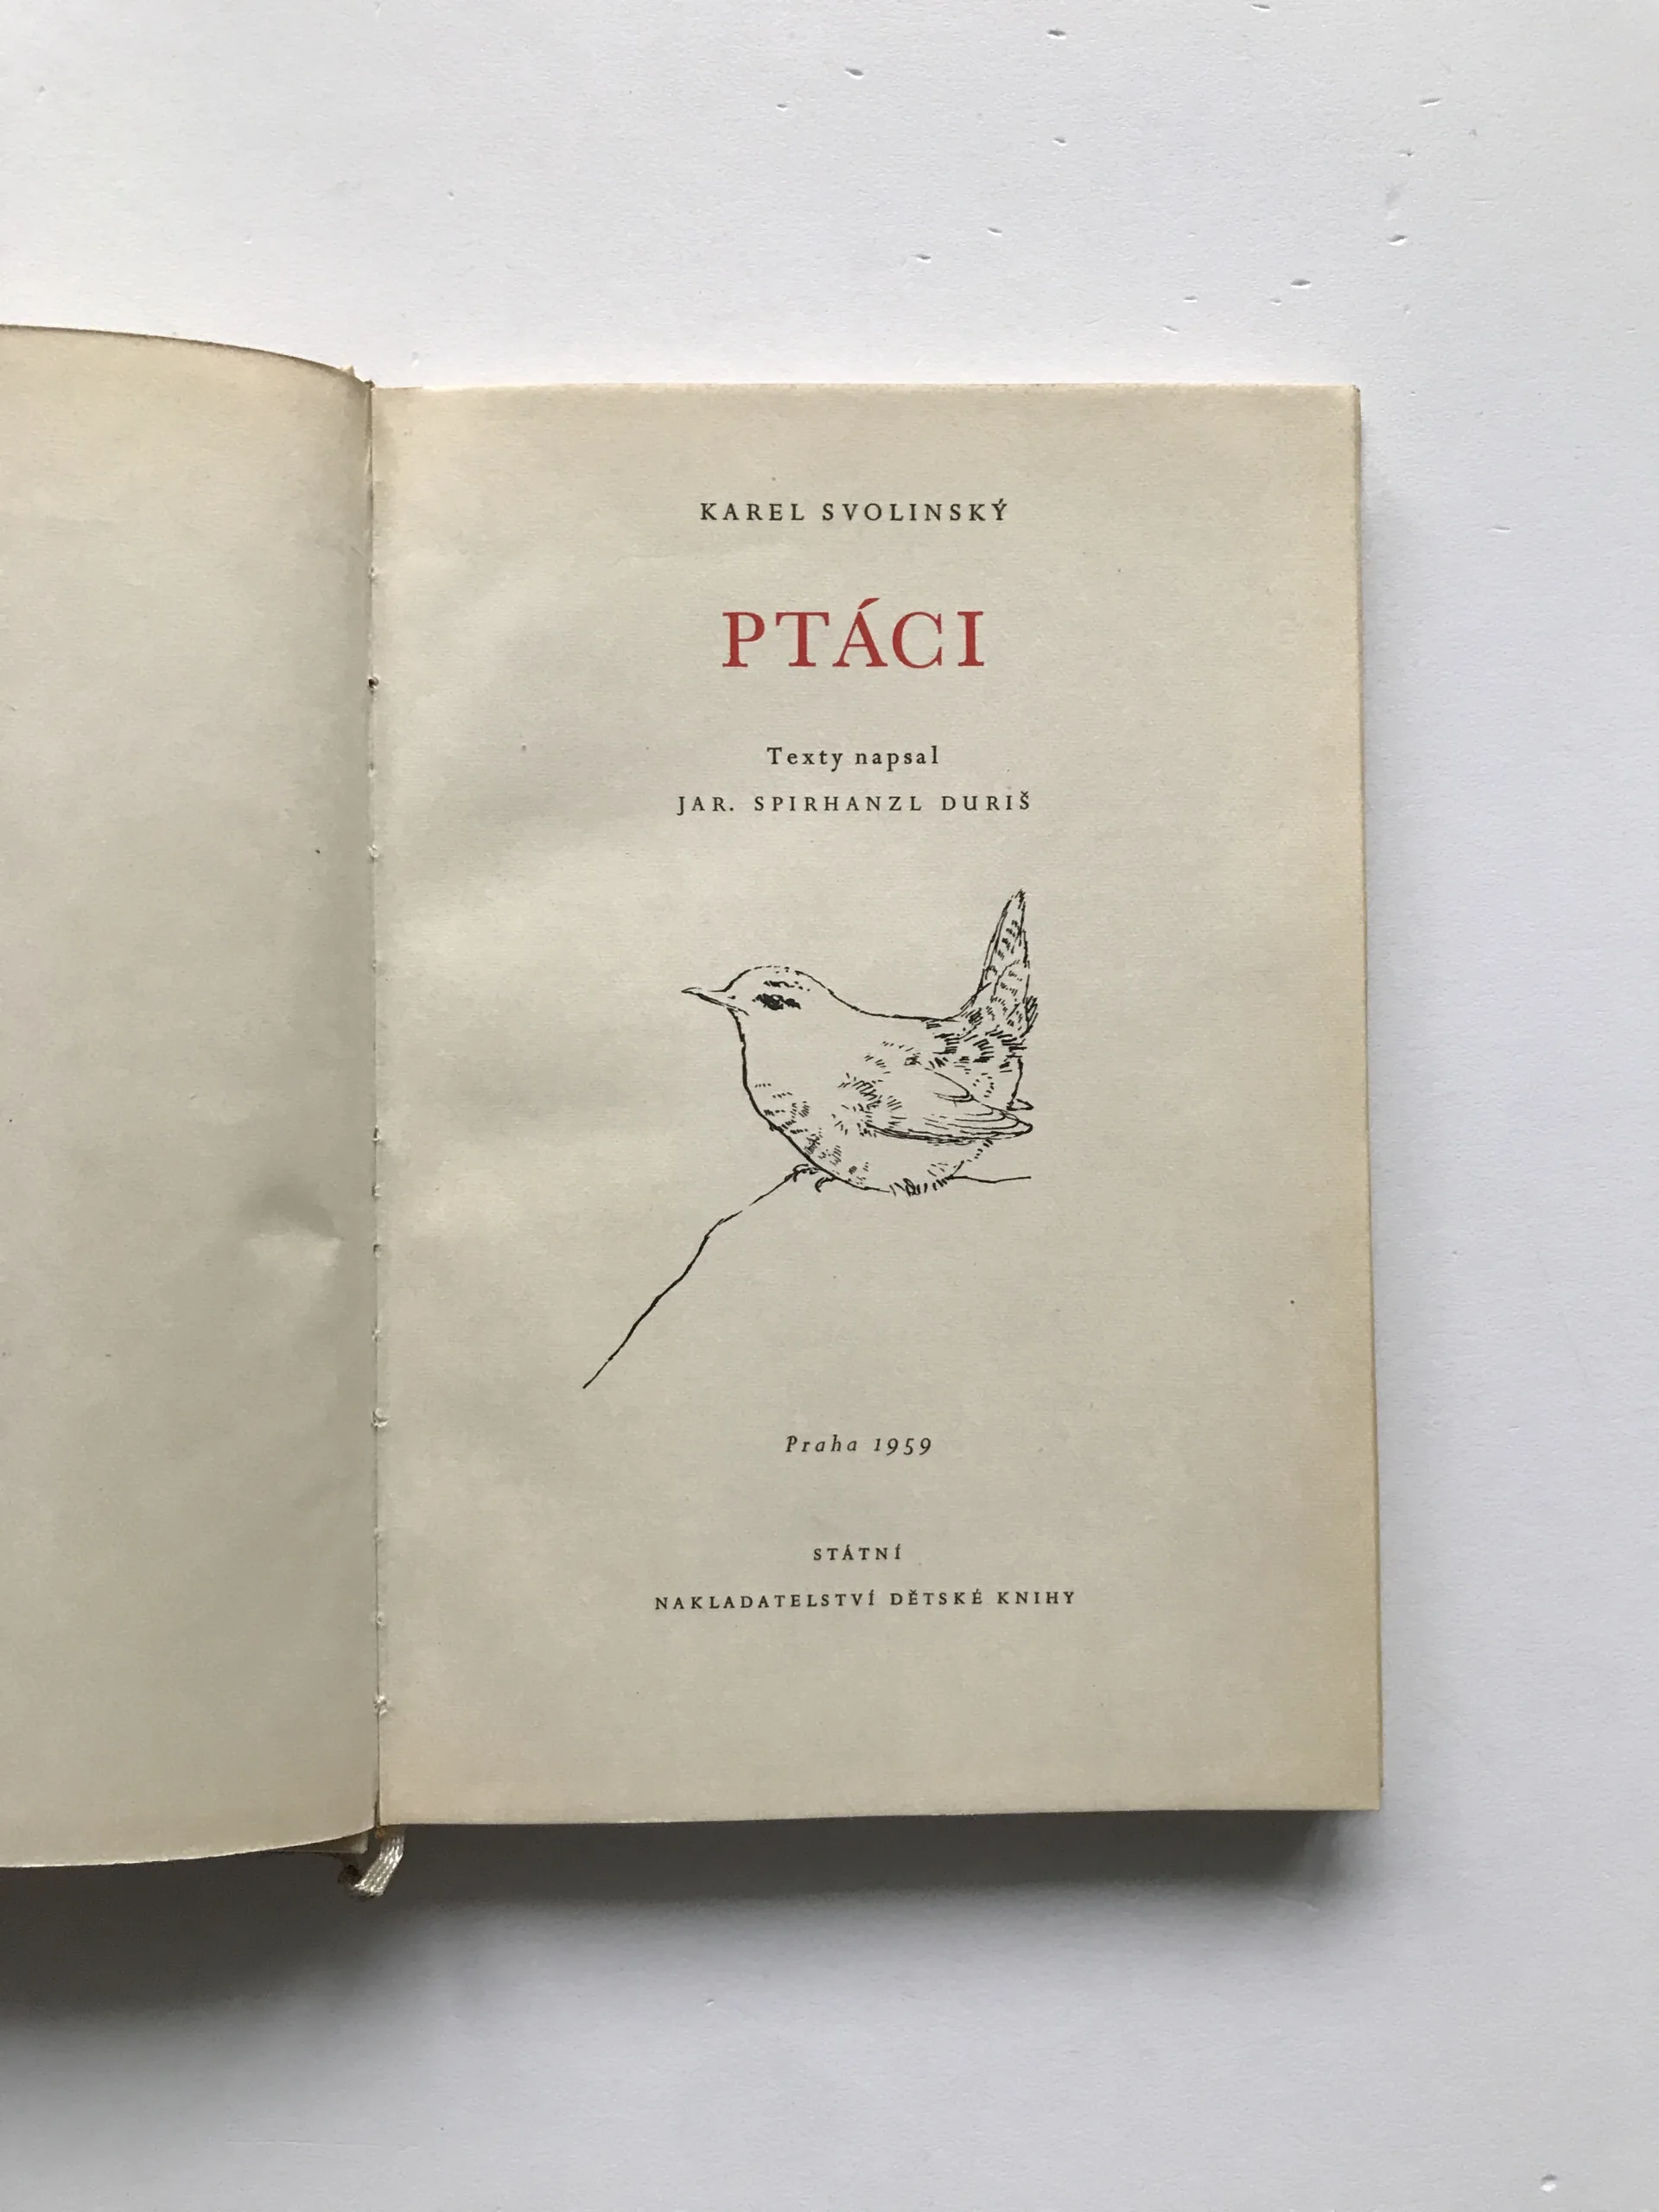 KAREL SVOLINSKÝ
PTÁCI
Texty napsal
JAR. SPIRHANZL DURIŠ
Praha 1959
STÁTNÍ
NAKLADATELSTVÍ DĚTSKÉ KNIHY